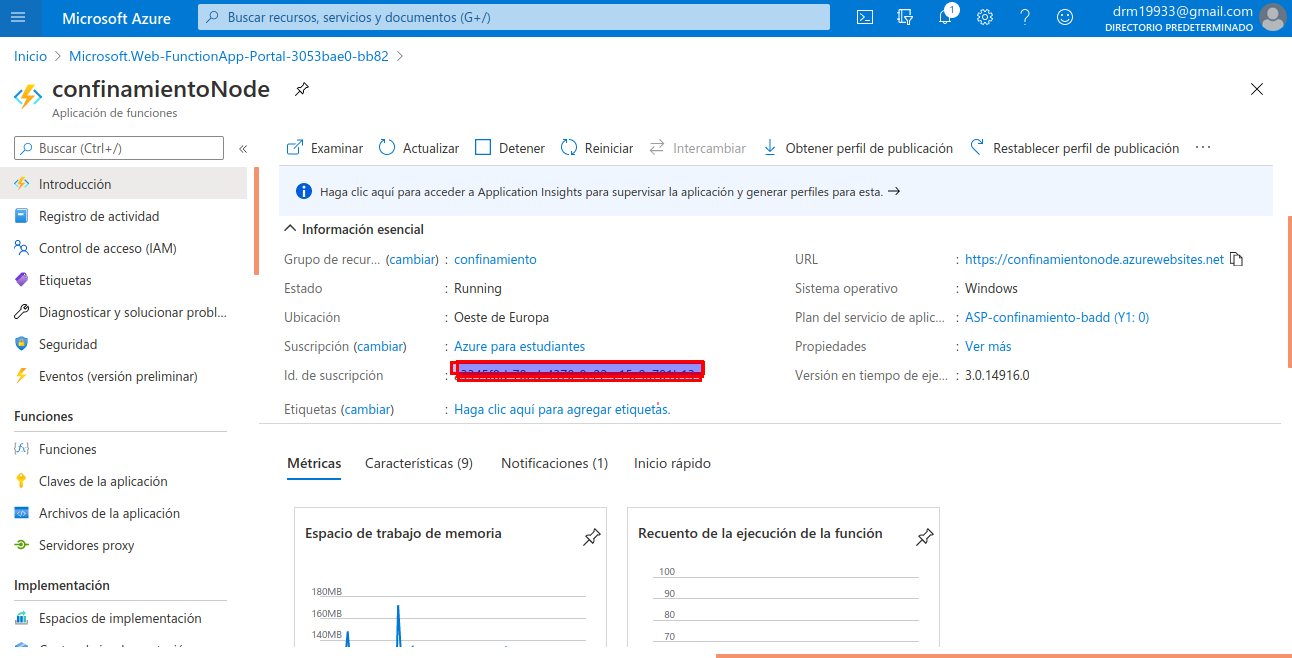 Microsoft Azure
Buscar recursos, servicios y documentos (G+/)
1
drm19933@gmail.com
DIRECTORIO PREDETERMINADO
Inicio > Microsoft.Web-FunctionApp-Portal-3053bae0-bb82 >
confinamientoNode
Aplicación de funciones
Buscar (Ctrl+/)
«
Introducción
Registro de actividad
Control de acceso (IAM)
Etiquetas
Diagnosticar y solucionar probl...
Seguridad
Eventos (versión preliminar)
Funciones
Funciones
Claves de la aplicación
Archivos de la aplicación
Servidores proxy
Implementación
Espacios de implementación
Examinar Actualizar Detener Reiniciar Intercambiar Obtener perfil de publicación Restablecer perfil de publicación ...
Haga clic aquí para acceder a Application Insights para supervisar la aplicación y generar perfiles para esta. →
Información esencial
Grupo de recur... (cambiar) : confinamiento
Estado : Running
Ubicación : Oeste de Europa
Suscripción (cambiar) : Azure para estudiantes
Id. de suscripción :
Etiquetas (cambiar) : Haga clic aquí para agregar etiquetas.
URL : https://confinamientonode.azurewebsites.net
Sistema operativo : Windows
Plan del servicio de aplic... : ASP-confinamiento-badd (Y1: 0)
Propiedades : Ver más
Versión en tiempo de eje... : 3.0.14916.0
Métricas Características (9) Notificaciones (1) Inicio rápido
Espacio de trabajo de memoria
180MB
160MB
140MB
Recuento de la ejecución de la función
100
90
80
70